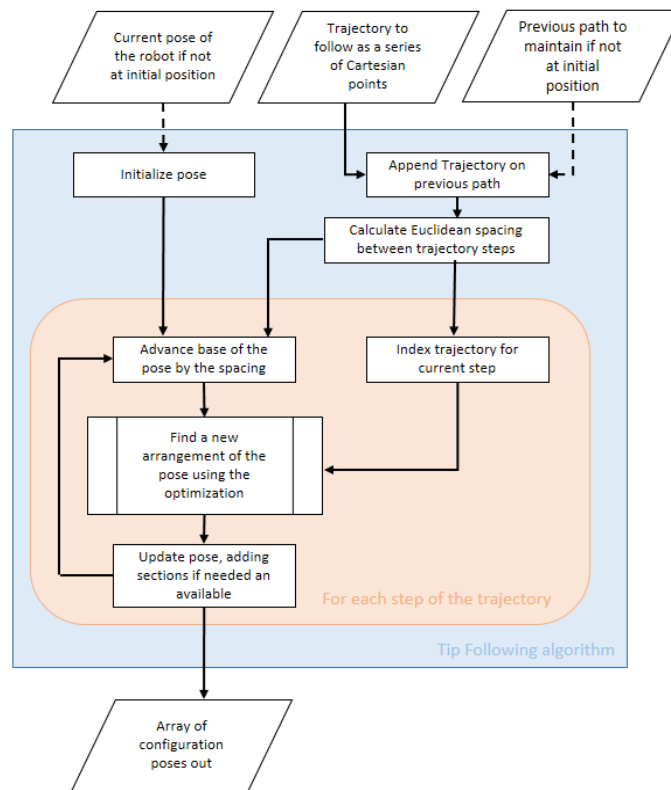 Current pose of
the robot if not
at initial position
Trajectory to
follow as a series
of Cartesian
points
Previous path to
maintain if not
at initial
position
Initialize pose
Append Trajectory on
previous path
Calculate Euclidean spacing
between trajectory steps
Advance base of the
pose by the spacing
Index trajectory for
current step
Find a new
arrangement of the
pose using the
optimization
Update pose, adding
sections if needed an
available
For each step of the trajectory
Tip Following algorithm
Array of
configuration
poses out